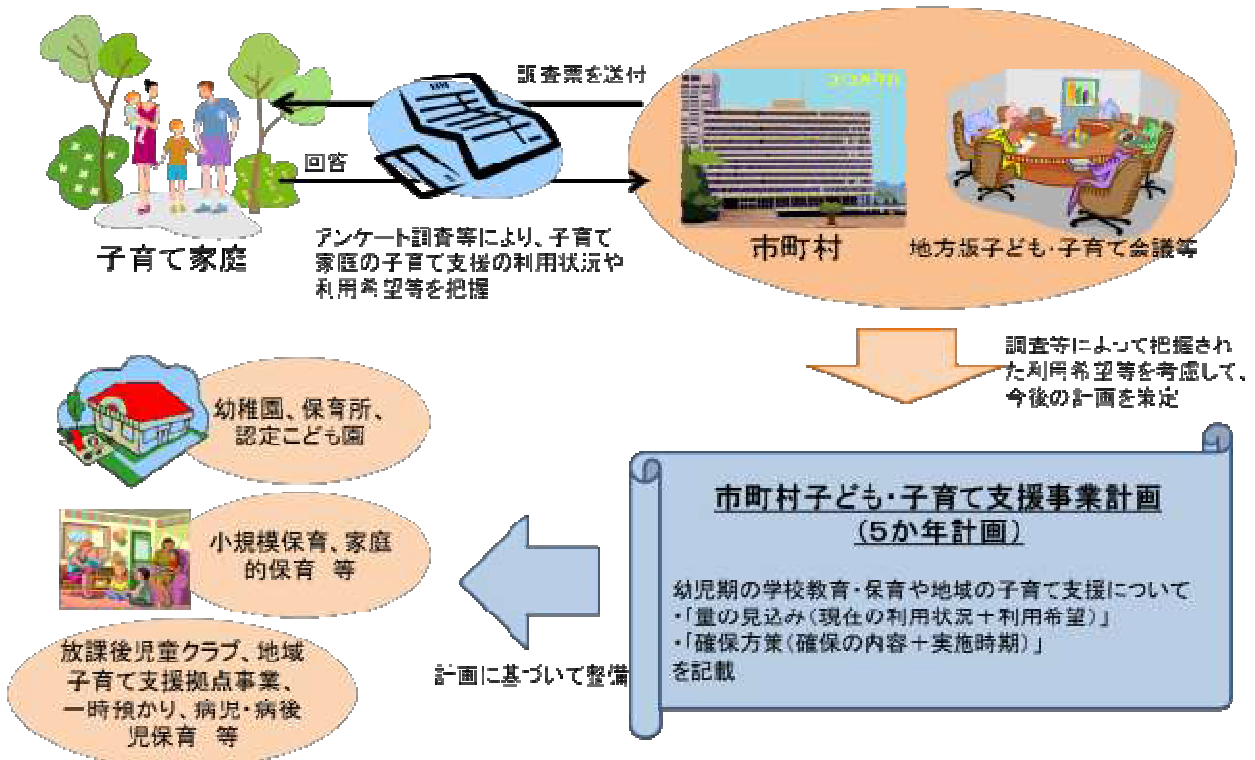 調査票を送付
回答
子育て家庭
アンケート調査等により、子育て
家庭の子育て支援の利用状況や
利用希望等を把握
市町村
地方版子ども・子育て会議等
調査等によって把握され
た利用希望等を考慮して、
今後の計画を策定
市町村子ども・子育て支援事業計画
(5か年計画)
幼児期の学校教育・保育や地域の子育て支援について
・「量の見込み(現在の利用状況+利用希望)」
・「確保方策(確保の内容+実施時期)」
を記載
計画に基づいて整備
幼稚園、保育所、
認定こども園
小規模保育、家庭
的保育 等
放課後児童クラブ、地域
子育て支援拠点事業、
一時預かり、病児・病後
児保育 等